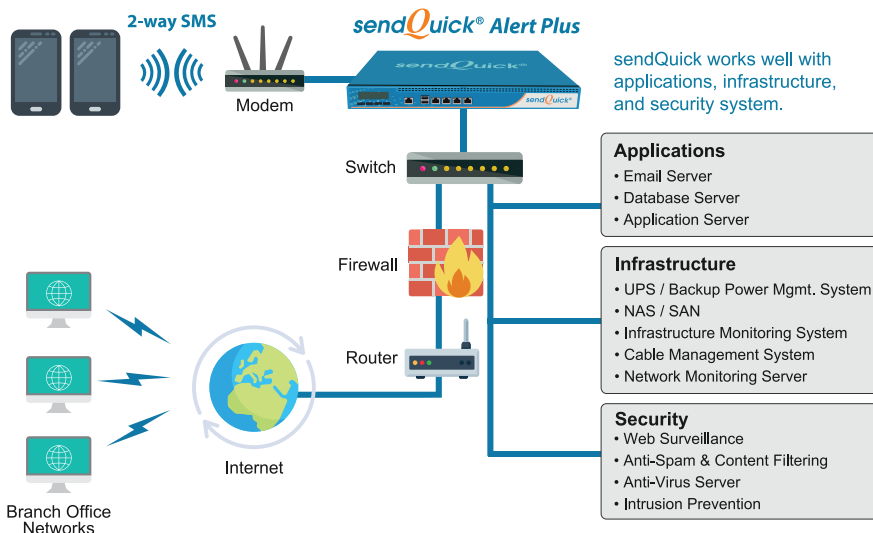 2-way SMS
sendQuick® Alert Plus
sendQuick®
sendQuick®
Modem
sendQuick works well with
applications, infrastructure,
and security system.
Switch
Applications
• Email Server
• Database Server
• Application Server
Firewall
Infrastructure
• UPS / Backup Power Mgmt. System
• NAS / SAN
• Infrastructure Monitoring System
• Cable Management System
• Network Monitoring Server
Router
Security
• Web Surveillance
• Anti-Spam & Content Filtering
• Anti-Virus Server
• Intrusion Prevention
Internet
Branch Office
Networks